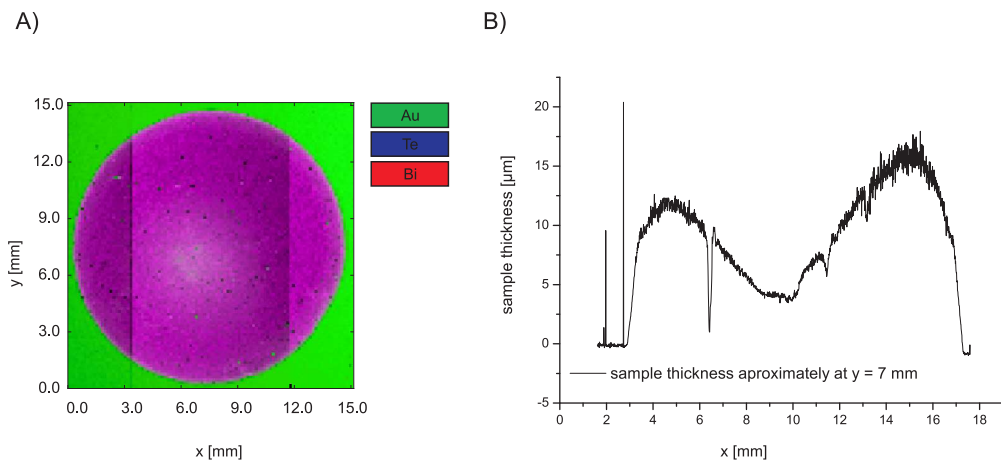 A)
B)
15.0
12.0
9.0
6.0
3.0
0.0
y [mm]
0.0 3.0 6.0 9.0 12.0 15.0
x [mm]
Au
Te
Bi
20
15
10
5
0
-5
sample thickness [µm]
sample thickness aproximately at y = 7 mm
0 2 4 6 8 10 12 14 16 18
x [mm]